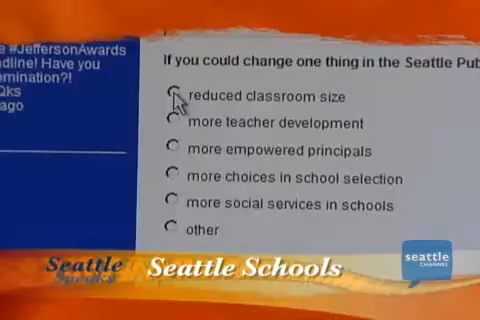 e #JeffersonAwards
adline! Have you
omination?!
Qks
ago
If you could change one thing in the Seattle Pub
reduced classroom size
more teacher development
more empowered principals
more choices in school selection
more social services in schools
other
Seattle Speaks
Seattle Schools
seattle
CHANNEL